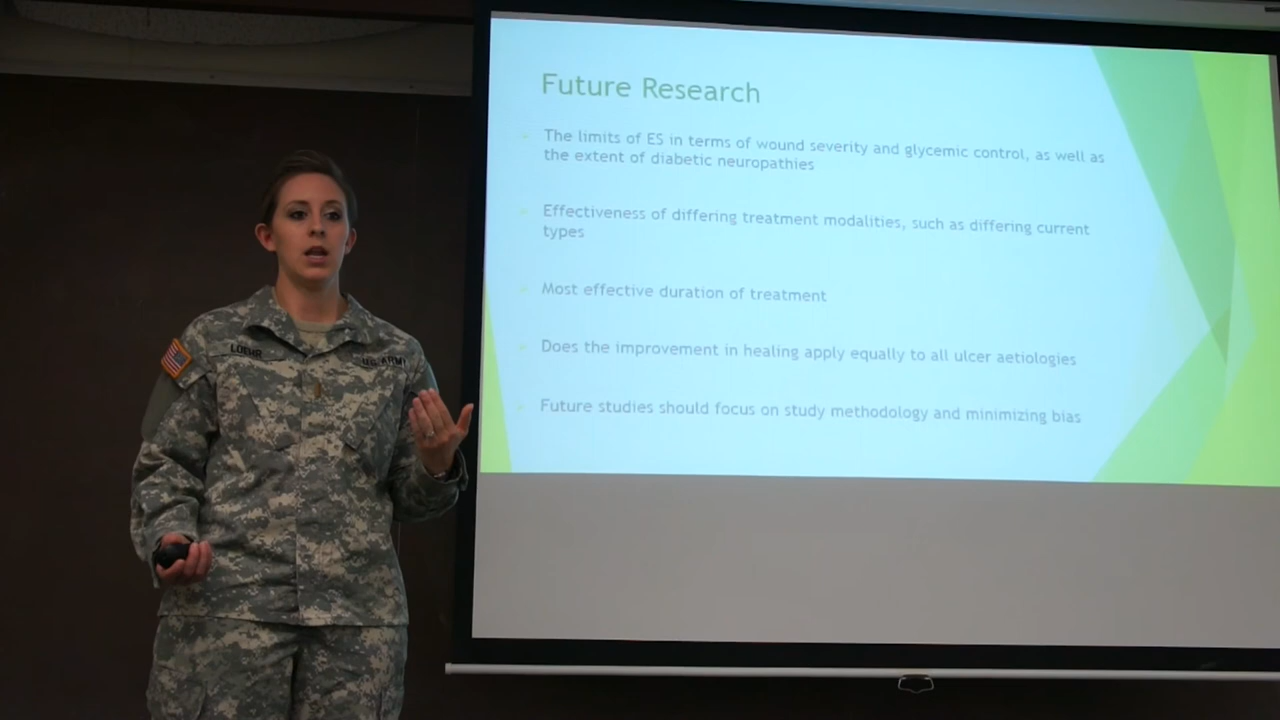 Future Research
The limits of ES in terms of wound severity and glycemic control, as well as
the extent of diabetic neuropathies
Effectiveness of differing treatment modalities, such as differing current
types
Most effective duration of treatment
Does the improvement in healing apply equally to all ulcer aetiologies
Future studies should focus on study methodology and minimizing bias
LOEHR
U.S. ARMY